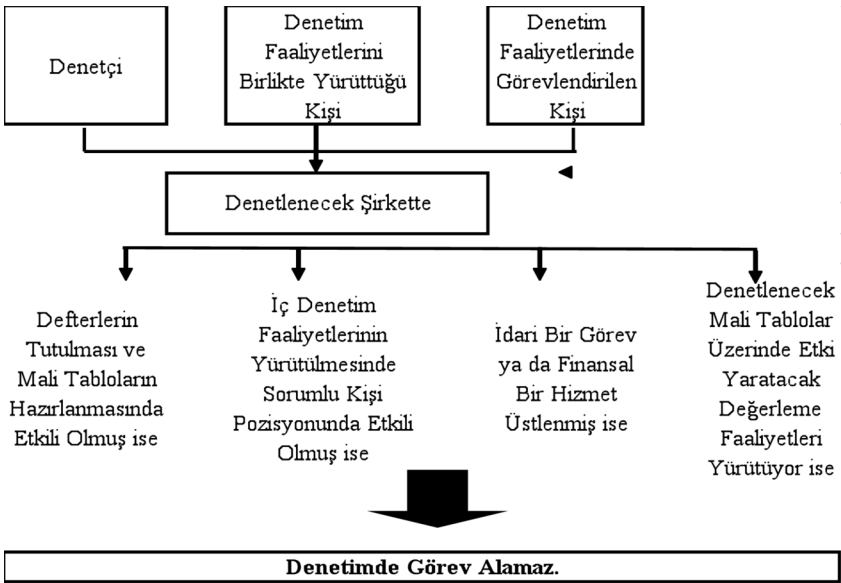 Denetçi
Denetim
Faaliyetlerini
Birlikte Yürüttüğü
Kişi
Denetim
Faaliyetlerinde
Görevlendirilen
Kişi
Denetlenecek Şirkette
Defterlerin
Tutulması ve
Mali Tabloların
Hazırlanmasında
Etkili Olmuş ise
İç Denetim
Faaliyetlerinin
Yürütülmesinde
Sorumlu Kişi
Pozisyonunda Etkili
Olmuş ise
İdari Bir Görev
ya da Finansal
Bir Hizmet
Üstlenmiş ise
Denetlenecek
Mali Tablolar
Üzerinde Etki
Yaratacak
Değerleme
Faaliyetleri
Yürütüyor ise
Denetimde Görev Alamaz.